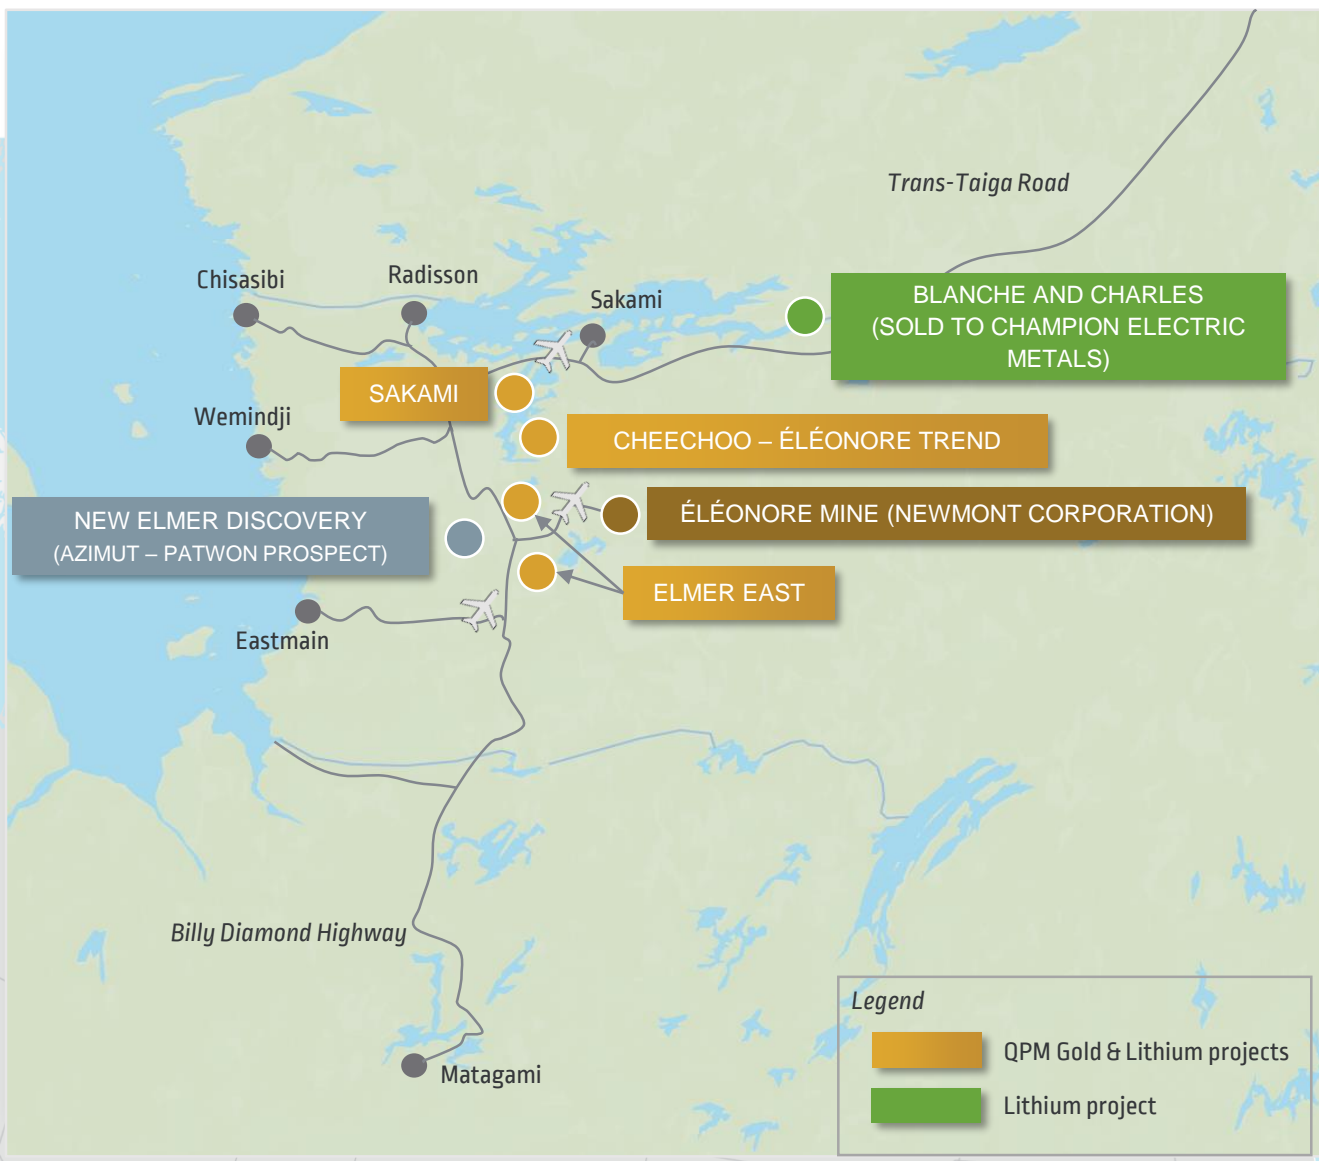 Trans-Taiga Road
Chisasibi
Radisson
Sakami
BLANCHE AND CHARLES
(SOLD TO CHAMPION ELECTRIC
METALS)
SAKAMI
Wemindji
CHEECHOO – ÉLÉONORE TREND
NEW ELMER DISCOVERY
(AZIMUT – PATWON PROSPECT)
ÉLÉONORE MINE (NEWMONT CORPORATION)
ELMER EAST
Eastmain
Billy Diamond Highway
Matagami
Legend
QPM Gold & Lithium projects
Lithium project